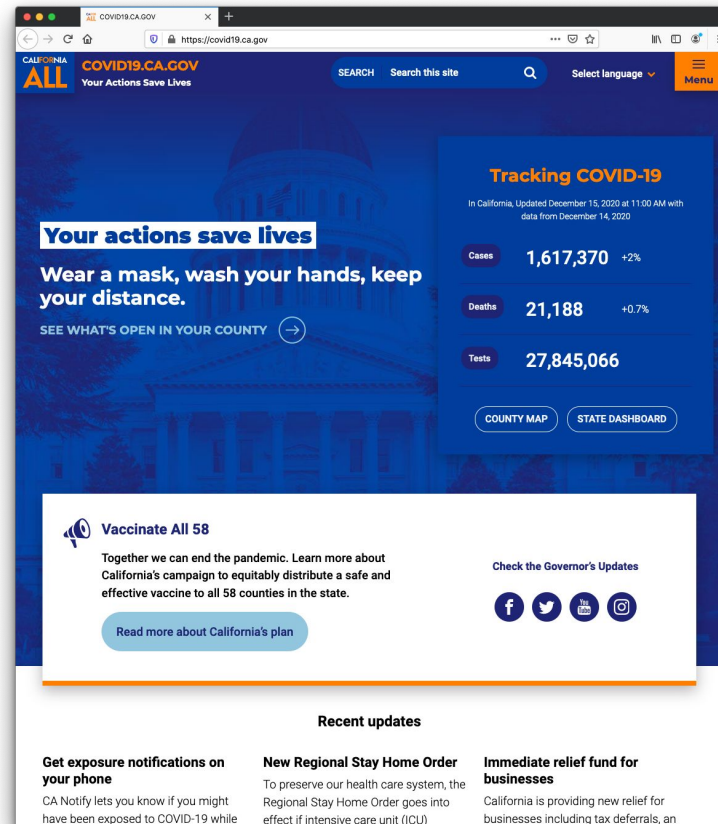 COVID19.CA.GOV
https://covid19.ca.gov
CALIFORNIA
ALL
COVID19.CA.GOV
Your Actions Save Lives
SEARCH Search this site
Select language
Menu
Your actions save lives
Wear a mask, wash your hands, keep
your distance.
SEE WHAT'S OPEN IN YOUR COUNTY
Tracking COVID-19
In California, Updated December 15, 2020 at 11:00 AM with
data from December 14, 2020
Cases 1,617,370 +2%
Deaths 21,188 +0.7%
Tests 27,845,066
COUNTY MAP STATE DASHBOARD
Vaccinate All 58
Together we can end the pandemic. Learn more about
California's campaign to equitably distribute a safe and
effective vaccine to all 58 counties in the state.
Read more about California's plan
Check the Governor's Updates
You
Tube
Recent updates
Get exposure notifications on
your phone
CA Notify lets you know if you might
have been exposed to COVID-19 while
New Regional Stay Home Order
To preserve our health care system, the
Regional Stay Home Order goes into
effect if intensive care unit (ICU)
Immediate relief fund for
businesses
California is providing new relief for
businesses including tax deferrals, an